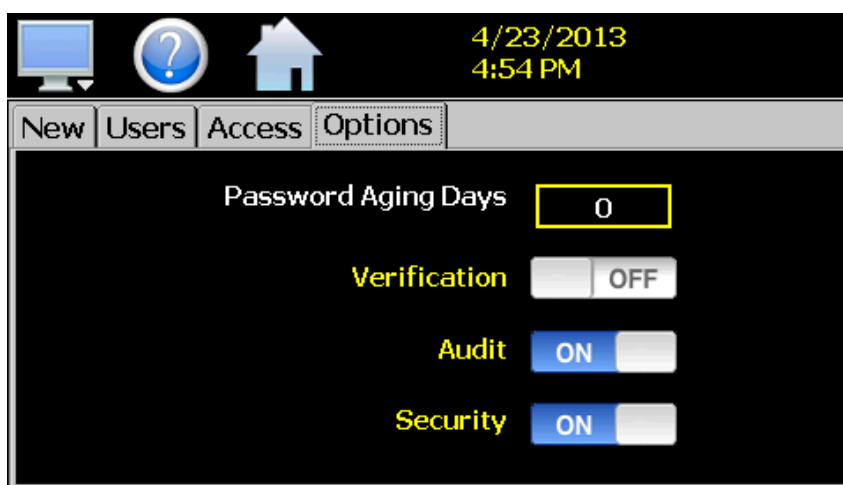 4/23/2013
4:54 PM
New Users Access Options
Password Aging Days 0
Verification OFF
Audit ON
Security ON